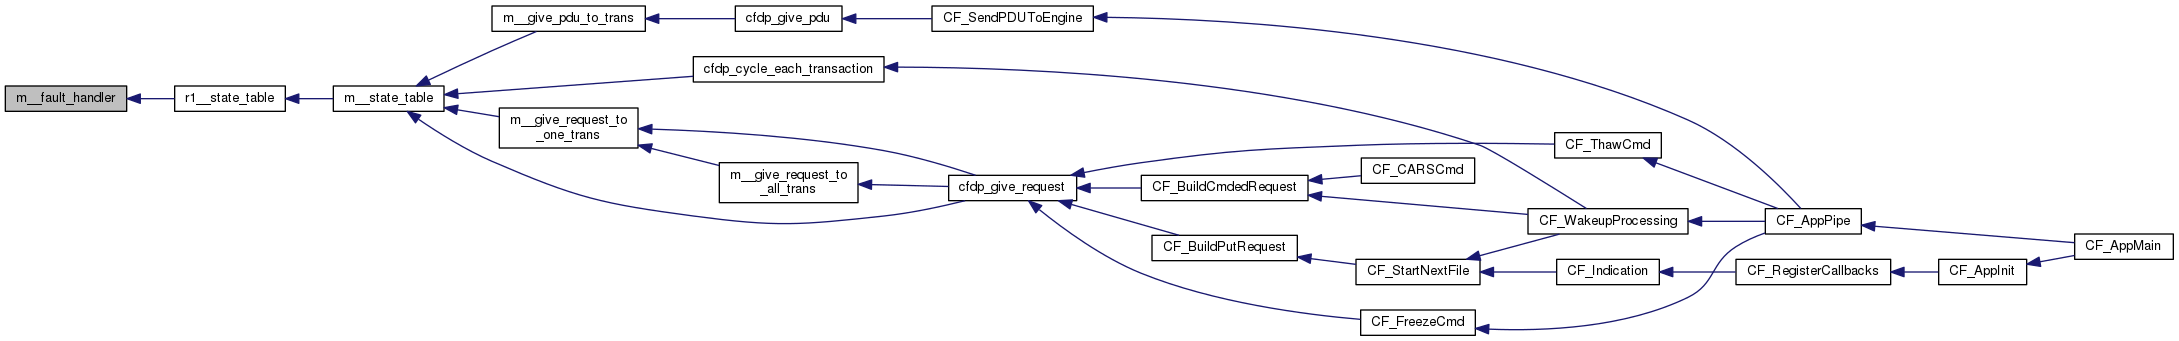 m__give_pdu_to_trans
cfdp_give_pdu
CF_SendPDUToEngine
cfdp_cycle_each_transaction
m__fault_handler
r1__state_table
m__state_table
m__give_request_to
_one_trans
CF_ThawCmd
CF_CARSCmd
m__give_request_to
_all_trans
cfdp_give_request
CF_BuildCmdedRequest
CF_WakeupProcessing
CF_AppPipe
CF_BuildPutRequest
CF_AppMain
CF_StartNextFile
CF_Indication
CF_RegisterCallbacks
CF_AppInit
CF_FreezeCmd